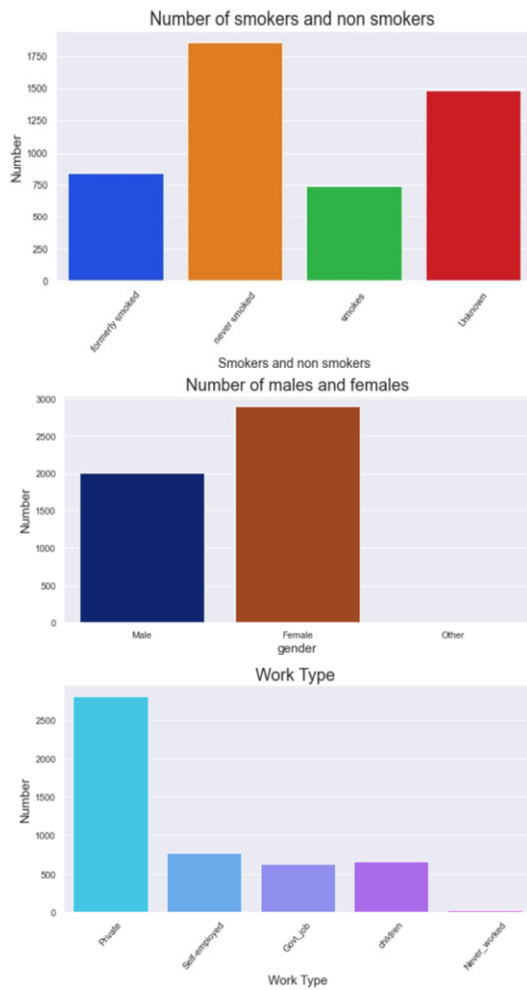 Number of smokers and non smokers
1750
1500
1250
1000
750
500
250
0
Number
formerly smoked
never smoked
smokes
Unknown
Smokers and non smokers
Number of males and females
3000
2500
2000
1500
1000
500
0
Number
Male
Female
Other
gender
Work Type
2500
2000
1500
1000
500
0
Number
Private
Self-employed
Govt_job
children
Never_worked
Work Type